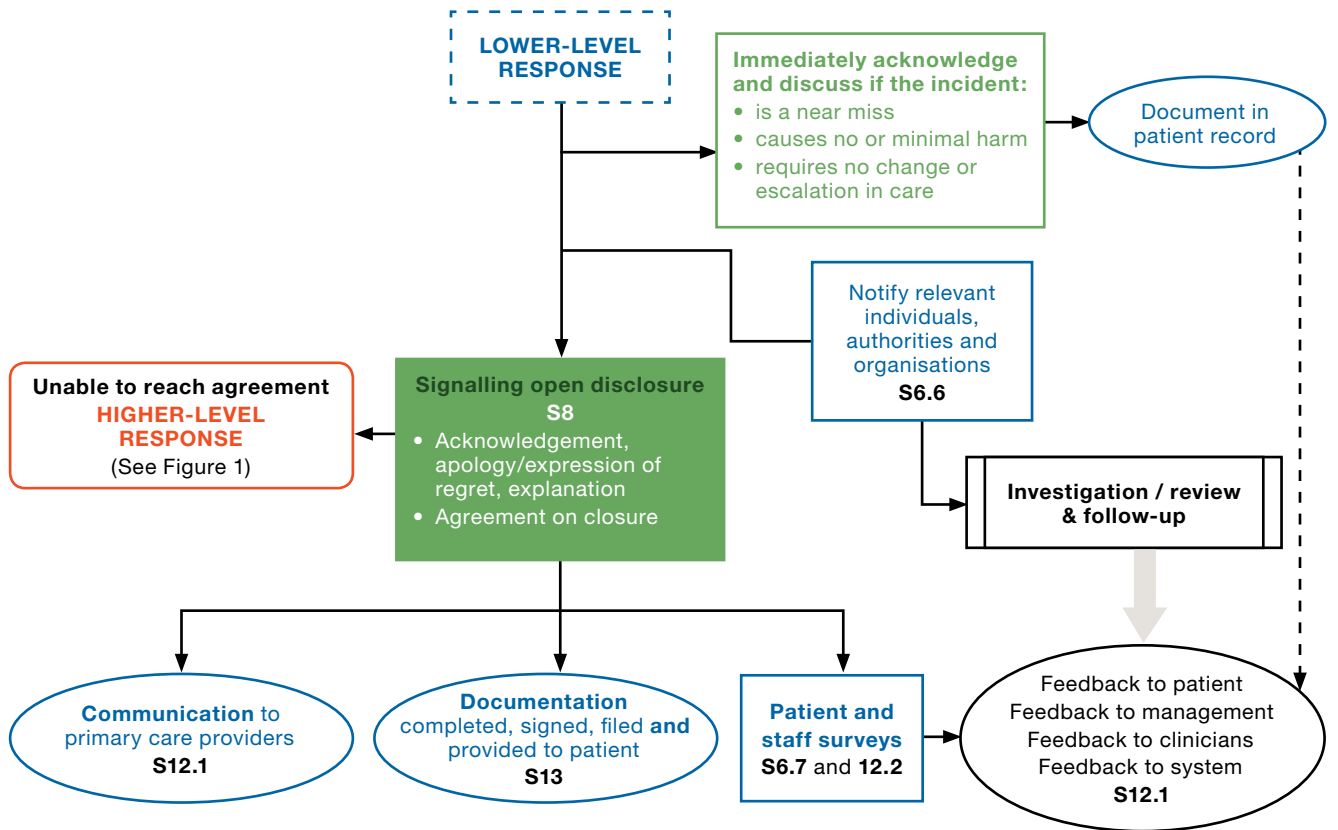 LOWER-LEVEL
RESPONSE
Immediately acknowledge
and discuss if the incident:
• is a near miss
• causes no or minimal harm
• requires no change or
escalation in care
Document in
patient record
Notify relevant
individuals,
authorities and
organisations
S6.6
Unable to reach agreement
HIGHER-LEVEL
RESPONSE
(See Figure 1)
Signalling open disclosure
S8
• Acknowledgement,
apology/expression of
regret, explanation
• Agreement on closure
Investigation / review
& follow-up
Communication to
primary care providers
S12.1
Documentation
completed, signed, filed and
provided to patient
S13
Patient and
staff surveys
S6.7 and 12.2
Feedback to patient
Feedback to management
Feedback to clinicians
Feedback to system
S12.1